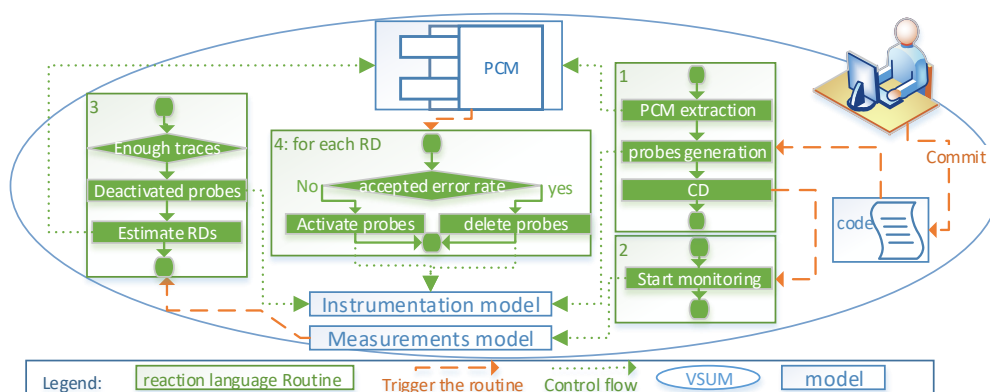 PCM
1
PCM extraction
probes generation
CD
2
Start monitoring
3
Enough traces
Deactivated probes
Estimate RDs
4: for each RD
accepted error rate
No
yes
Activate probes
delete probes
Instrumentation model
Measurements model
Commit
code
Legend:
reaction language Routine
Trigger the routine
Control flow
VSUM
model